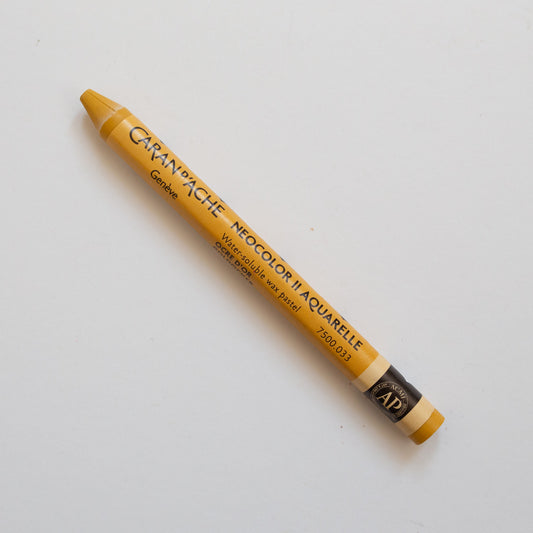 CARAN D'ACHE
Genève
NEOCOLOR II AQUARELLE
Water-soluble wax pastel
7500.033
OCRE D'OR
AP